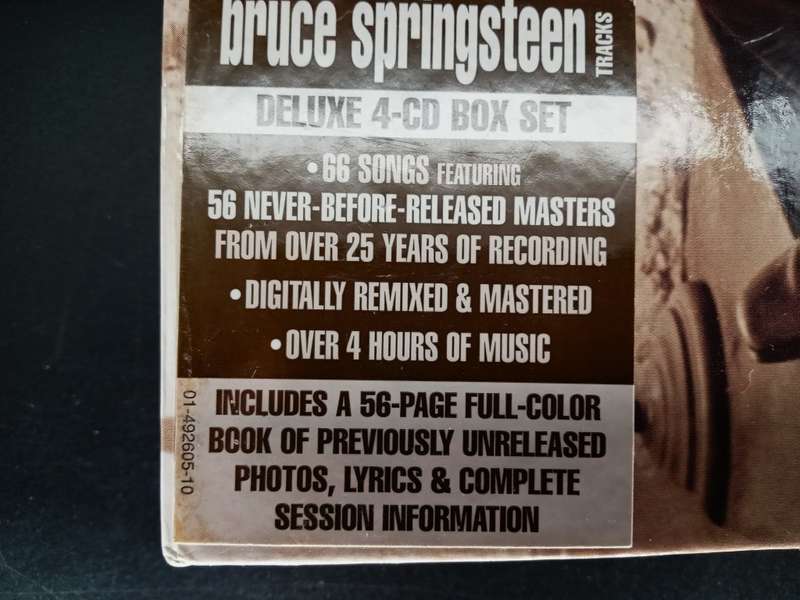 bruce springsteen
TRACKS
DELUXE 4-CD BOX SET
• 66 SONGS FEATURING
56 NEVER-BEFORE-RELEASED MASTERS
FROM OVER 25 YEARS OF RECORDING
• DIGITALLY REMIXED & MASTERED
• OVER 4 HOURS OF MUSIC
INCLUDES A 56-PAGE FULL-COLOR
BOOK OF PREVIOUSLY UNRELEASED
PHOTOS, LYRICS & COMPLETE
SESSION INFORMATION
01-492605-10